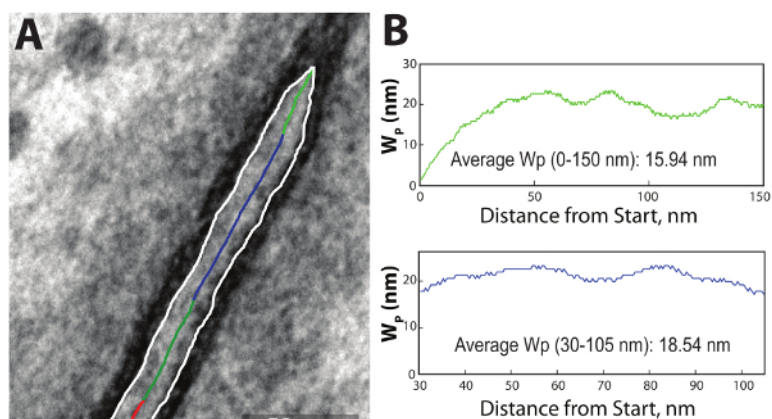 A
B
30
20
10
0
W_P (nm)
Average Wp (0-150 nm): 15.94 nm
0
50
100
150
Distance from Start, nm
20
10
0
W_P (nm)
Average Wp (30-105 nm): 18.54 nm
30
40
50
60
70
80
90
100
Distance from Start, nm